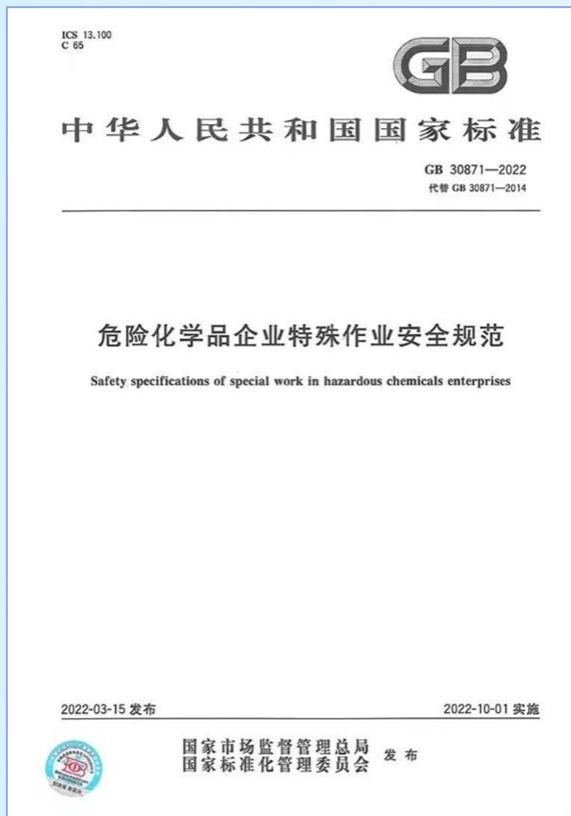 ICS 13.100
C 65
GB
中华人民共和国国家标准
GB 30871—2022
代替 GB 30871—2014
危险化学品企业特殊作业安全规范
Safety specifications of special work in hazardous chemicals enterprises
2022-03-15 发布
2022-10-01 实施
国家市场监督管理总局
国家标准化管理委员会
发布